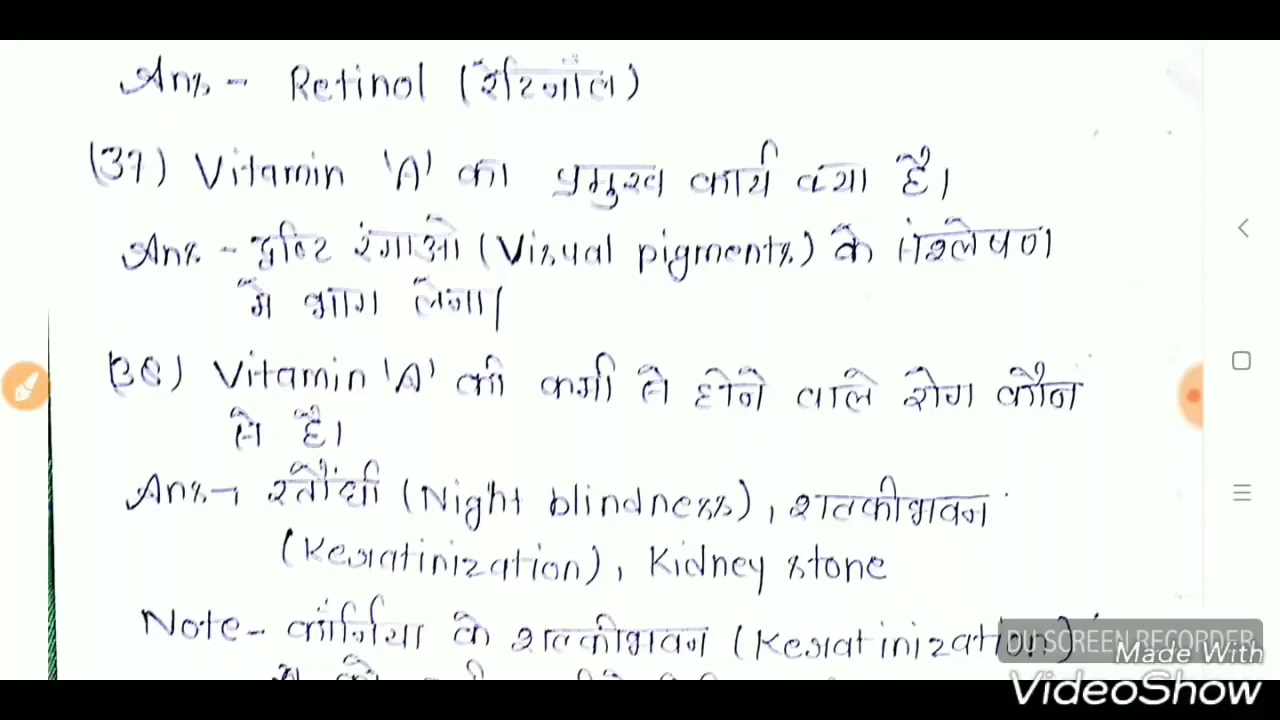 Ans - Retinol (रेटिनॉल)
(37) Vitamin 'A' का प्रमुख कार्य क्या है।
Ans - दृष्टि रंगाओ (Visual pigments) के संश्लेषण
में भाग लेना।
(38) Vitamin 'A' की कमी से होने वाले रोग कौन
से है।
Ans - रतौंधी (Night blindness), शल्कीभवन
(Keratinization), Kidney stone
Note - कॉर्निया के शल्कीभवन (Keratinization)
DU SCREEN RECORDER
Made With
VideoShow